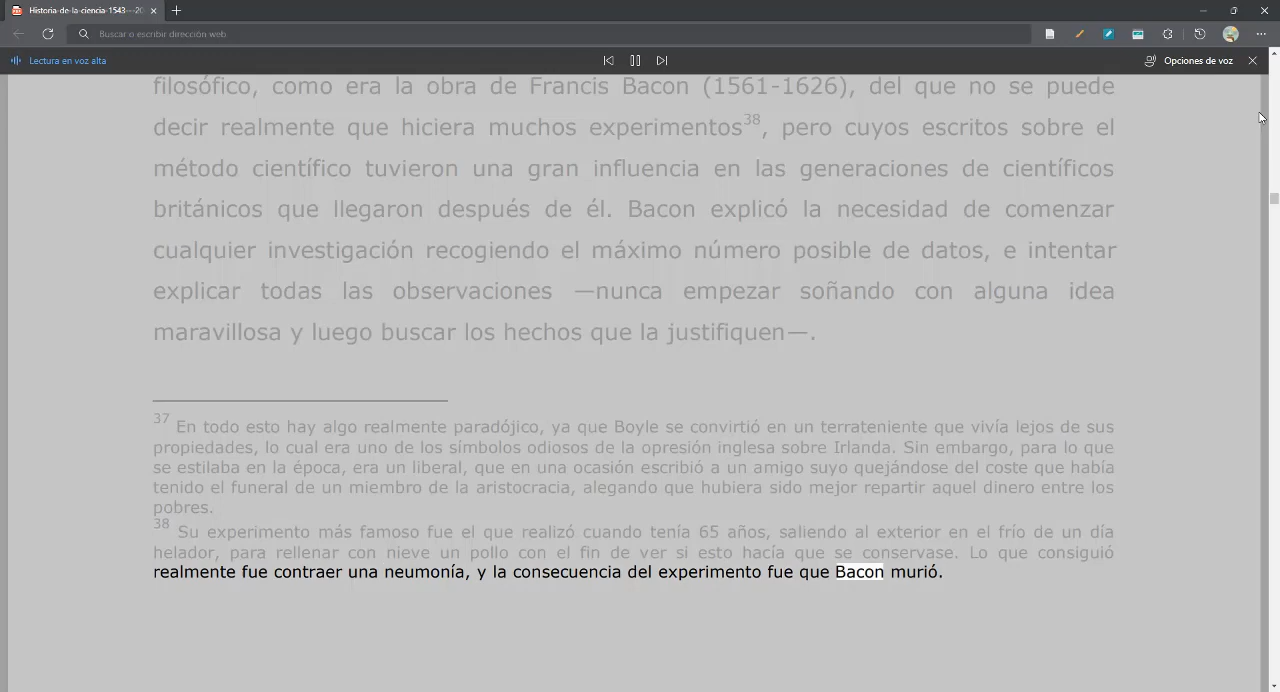 Historia-de-la-ciencia-1543---20
Buscar o escribir dirección web
Lectura en voz alta
Opciones de voz
filosófico, como era la obra de Francis Bacon (1561-1626), del que no se puede
decir realmente que hiciera muchos experimentos38, pero cuyos escritos sobre el
método científico tuvieron una gran influencia en las generaciones de científicos
británicos que llegaron después de él. Bacon explicó la necesidad de comenzar
cualquier investigación recogiendo el máximo número posible de datos, e intentar
explicar todas las observaciones —nunca empezar soñando con alguna idea
maravillosa y luego buscar los hechos que la justifiquen—.
37 En todo esto hay algo realmente paradójico, ya que Boyle se convirtió en un terrateniente que vivía lejos de sus
propiedades, lo cual era uno de los símbolos odiosos de la opresión inglesa sobre Irlanda. Sin embargo, para lo que
se estilaba en la época, era un liberal, que en una ocasión escribió a un amigo suyo quejándose del coste que había
tenido el funeral de un miembro de la aristocracia, alegando que hubiera sido mejor repartir aquel dinero entre los
pobres.
38 Su experimento más famoso fue el que realizó cuando tenía 65 años, saliendo al exterior en el frío de un día
helador, para rellenar con nieve un pollo con el fin de ver si esto hacía que se conservase. Lo que consiguió
realmente fue contraer una neumonía, y la consecuencia del experimento fue que Bacon murió.